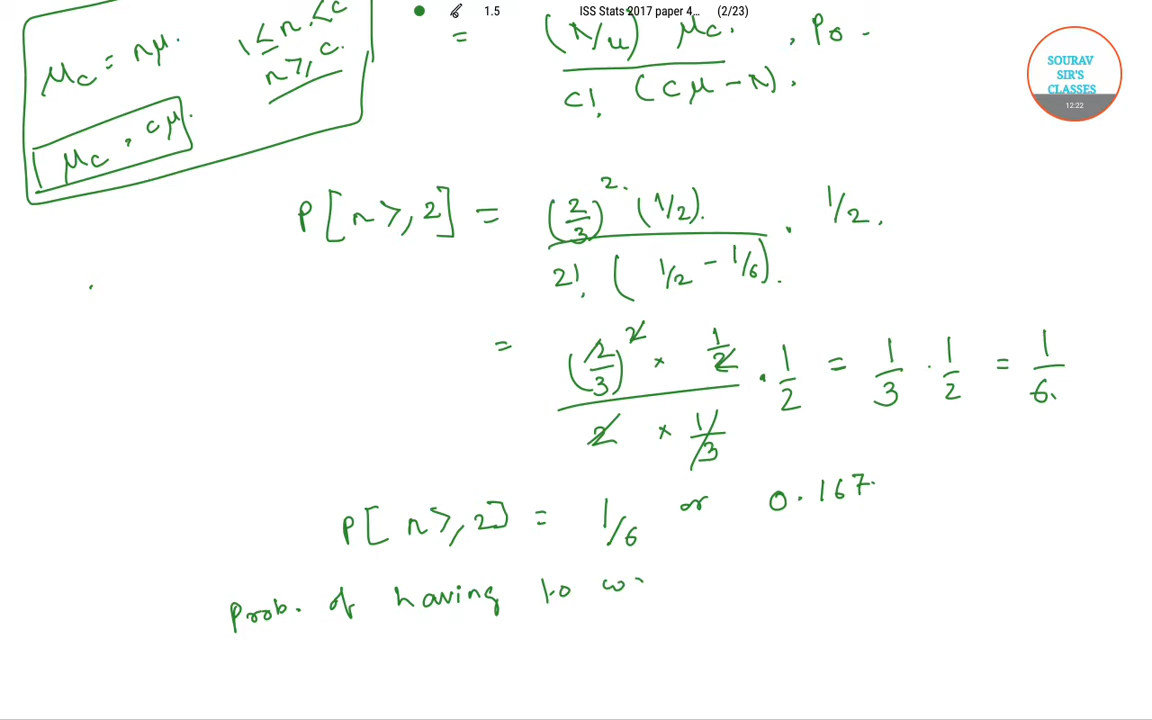 1.5 ISS Stats 2017 paper 4... (2/23)
SOURAV
SIR'S
CLASSES
12:22
μc = nμ. 1 ≤ n < c
n ≥ c.
μc , cμ.
= (λ/μ) μc. / c! (cμ - λ). , P0 .
P[n ≥, 2] = (2/3)^2. (1/2). / 2! (1/2 - 1/6). . 1/2.
= (2/3)^2 × 1/2 / 2 × 1/3 . 1/2 = 1/3 . 1/2 = 1/6.
P[n ≥, 2] = 1/6 or 0.167.
Prob. of having to